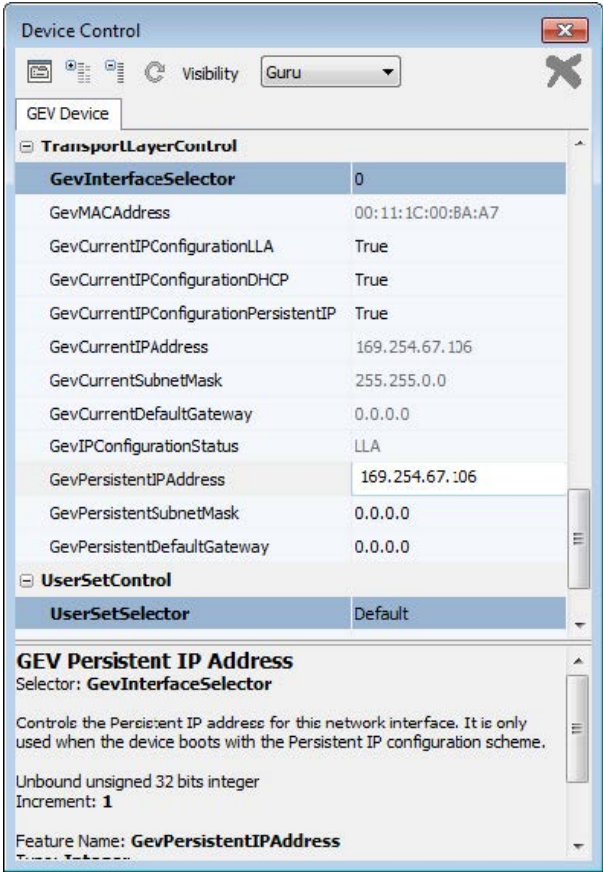 Device Control
Visibility Guru
GEV Device
TransportLayerControl
GevInterfaceSelector 0
GevMACAddress 00:11:1C:00:BA:A7
GevCurrentIPConfigurationLLA True
GevCurrentIPConfigurationDHCP True
GevCurrentIPConfigurationPersistentIP True
GevCurrentIPAddress 169.254.67.106
GevCurrentSubnetMask 255.255.0.0
GevCurrentDefaultGateway 0.0.0.0
GevIPConfigurationStatus LLA
GevPersistentIPAddress 169.254.67.106
GevPersistentSubnetMask 0.0.0.0
GevPersistentDefaultGateway 0.0.0.0
UserSetControl
UserSetSelector Default
GEV Persistent IP Address
Selector: GevInterfaceSelector
Controls the Persistent IP address for this network interface. It is only
used when the device boots with the Persistent IP configuration scheme.
Unbound unsigned 32 bits integer
Increment: 1
Feature Name: GevPersistentIPAddress
Type: Integer